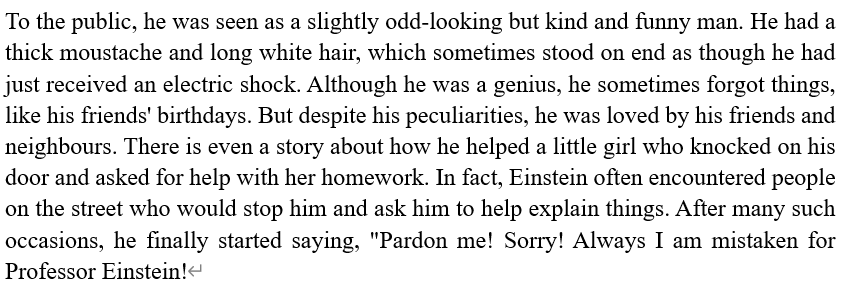 To the public, he was seen as a slightly odd-looking but kind and funny man. He had a
thick moustache and long white hair, which sometimes stood on end as though he had
just received an electric shock. Although he was a genius, he sometimes forgot things,
like his friends' birthdays. But despite his peculiarities, he was loved by his friends and
neighbours. There is even a story about how he helped a little girl who knocked on his
door and asked for help with her homework. In fact, Einstein often encountered people
on the street who would stop him and ask him to help explain things. After many such
occasions, he finally started saying, "Pardon me! Sorry! Always I am mistaken for
Professor Einstein!↵